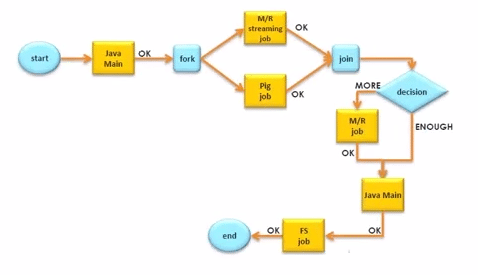 start
Java
Main
OK
fork
M/R
streaming
job
OK
Pig
job
OK
join
decision
MORE
ENOUGH
M/R
job
OK
Java Main
OK
FS
job
OK
end